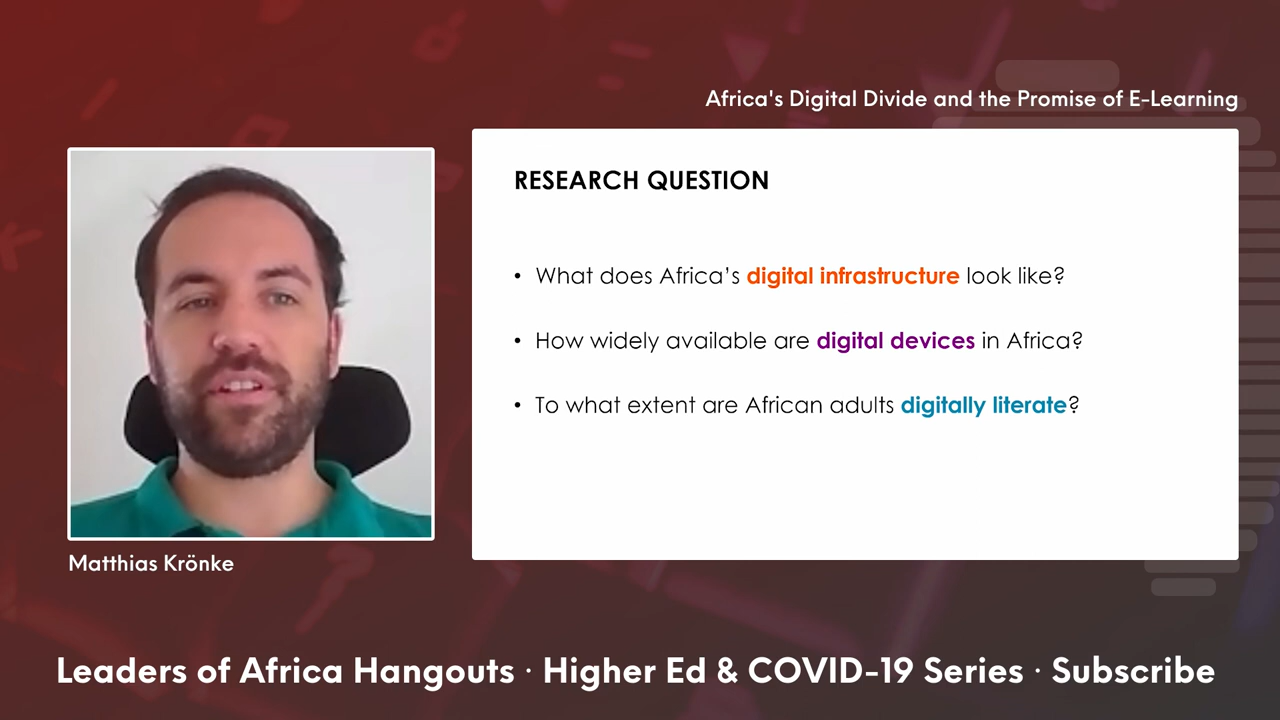 Africa's Digital Divide and the Promise of E-Learning
RESEARCH QUESTION
• What does Africa’s digital infrastructure look like?
• How widely available are digital devices in Africa?
• To what extent are African adults digitally literate?
Matthias Krönke
Leaders of Africa Hangouts · Higher Ed & COVID-19 Series · Subscribe